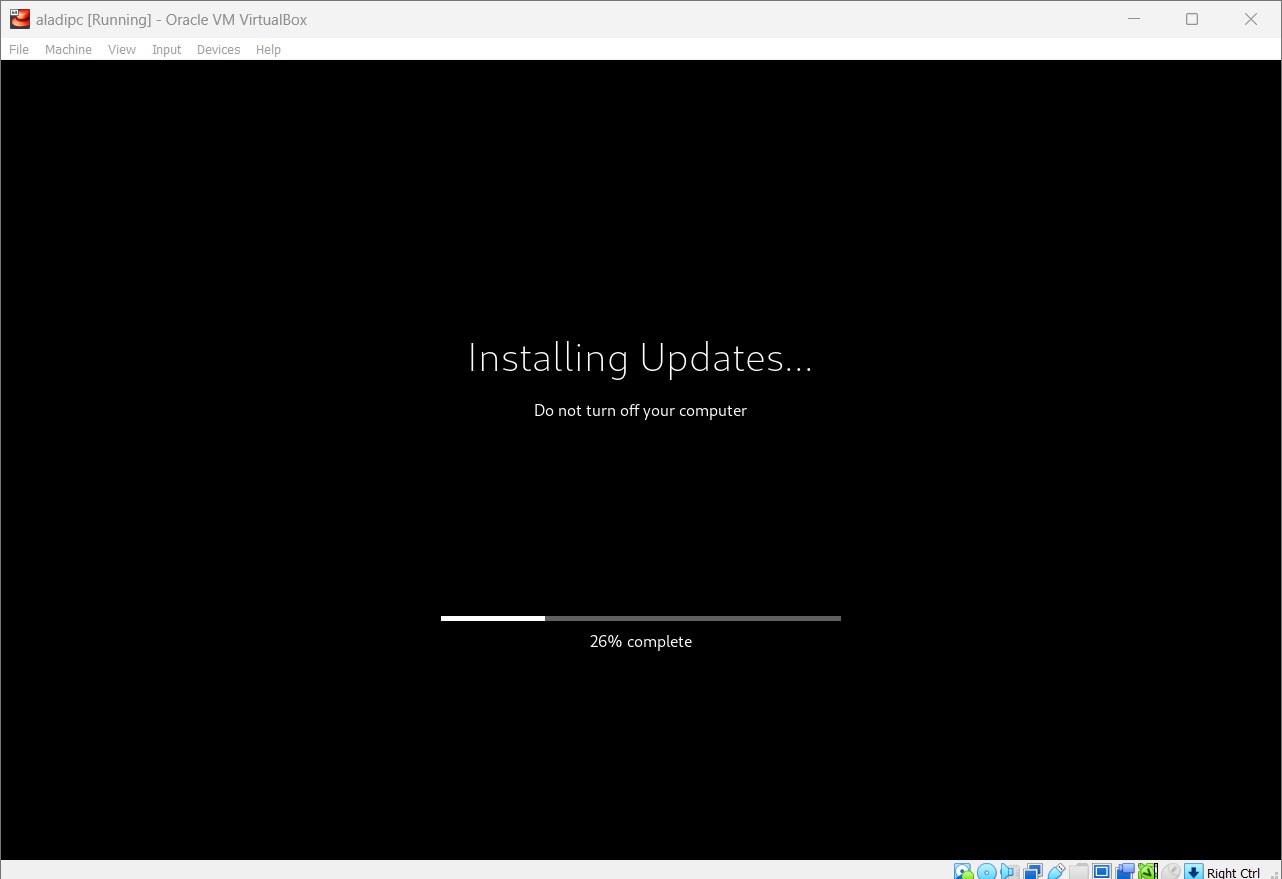 aladipc [Running] - Oracle VM VirtualBox
File Machine View Input Devices Help
Installing Updates...
Do not turn off your computer
26% complete
Right Ctrl